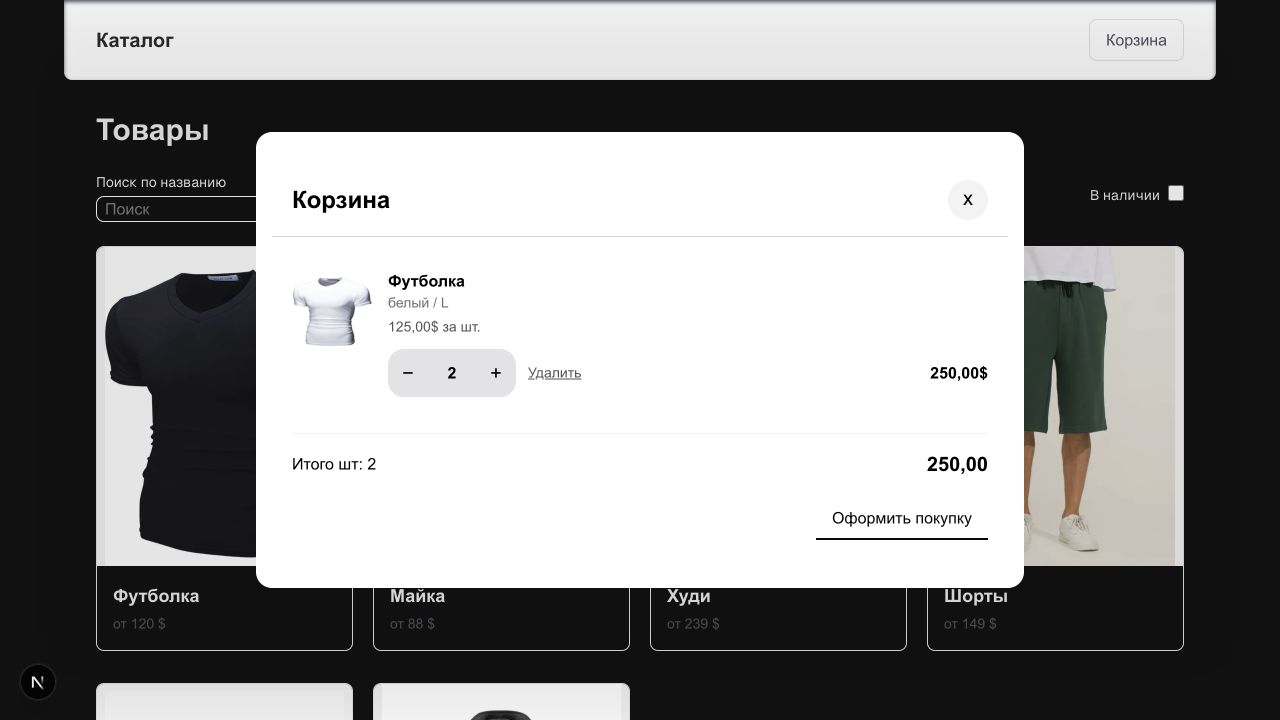 Каталог
Корзина
Товары
Поиск по названию
Поиск
В наличии
Корзина
X
Футболка
белый / L
125,00$ за шт.
− 2 +
Удалить
250,00$
Итого шт: 2
250,00
Оформить покупку
Футболка
от 120 $
Майка
от 88 $
Худи
от 239 $
Шорты
от 149 $
N